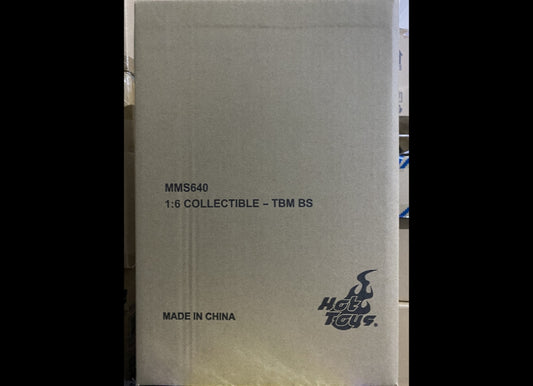 MMS640
1:6 COLLECTIBLE – TBM BS
MADE IN CHINA
Hot
Toys.